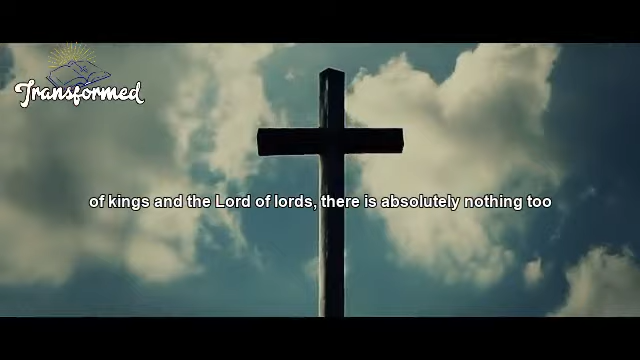 Transformed
of kings and the Lord of lords, there is absolutely nothing too